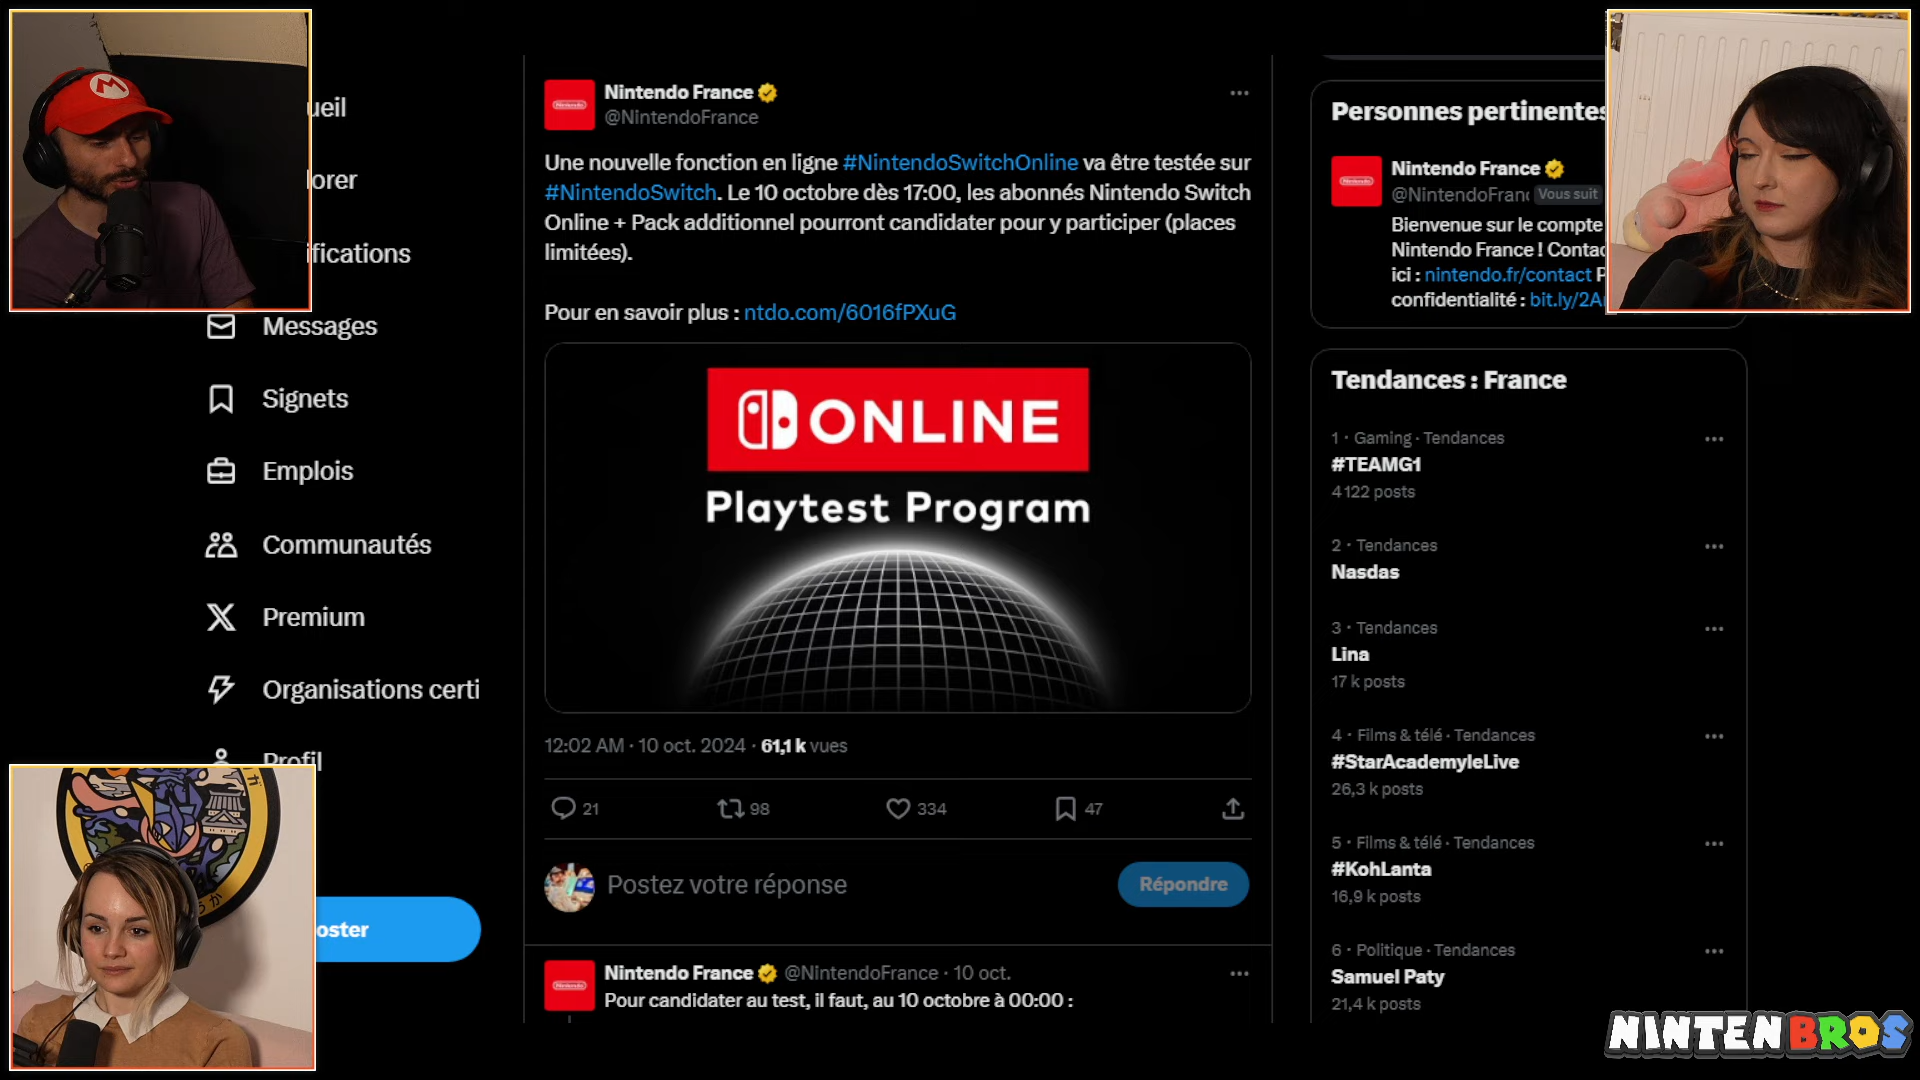 ueil
lorer
ifications
Messages
Signets
Emplois
Communautés
Premium
Organisations certi
Profil
oster
Nintendo France
@NintendoFrance
Une nouvelle fonction en ligne #NintendoSwitchOnline va être testée sur
#NintendoSwitch. Le 10 octobre dès 17:00, les abonnés Nintendo Switch
Online + Pack additionnel pourront candidater pour y participer (places
limitées).
Pour en savoir plus : ntdo.com/6016fPXuG
ONLINE
Playtest Program
12:02 AM · 10 oct. 2024 · 61,1 k vues
21 98 334 47
Postez votre réponse
Répondre
Nintendo France @NintendoFrance · 10 oct.
Pour candidater au test, il faut, au 10 octobre à 00:00 :
Personnes pertinentes
Nintendo France
@NintendoFran Vous suit
Bienvenue sur le compte
Nintendo France ! Contac
ici : nintendo.fr/contact P
confidentialité : bit.ly/2A
Tendances : France
1 · Gaming · Tendances
#TEAMG1
4 122 posts
2 · Tendances
Nasdas
3 · Tendances
Lina
17 k posts
4 · Films & télé · Tendances
#StarAcademyleLive
26,3 k posts
5 · Films & télé · Tendances
#KohLanta
16,9 k posts
6 · Politique · Tendances
Samuel Paty
21,4 k posts
NINTENBROS